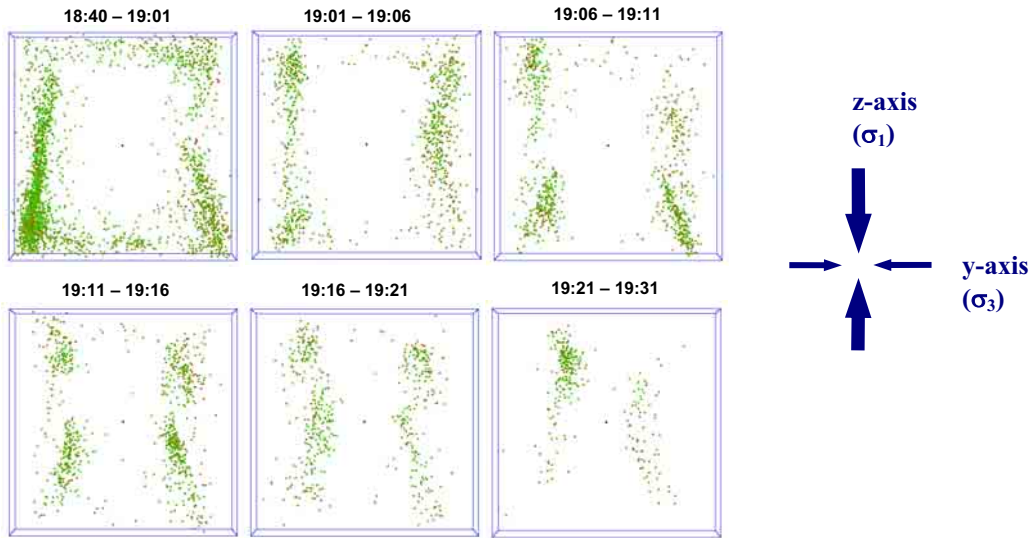 18:40 – 19:01
19:01 – 19:06
19:06 – 19:11
19:11 – 19:16
19:16 – 19:21
19:21 – 19:31
z-axis
(σ₁)
y-axis
(σ₃)